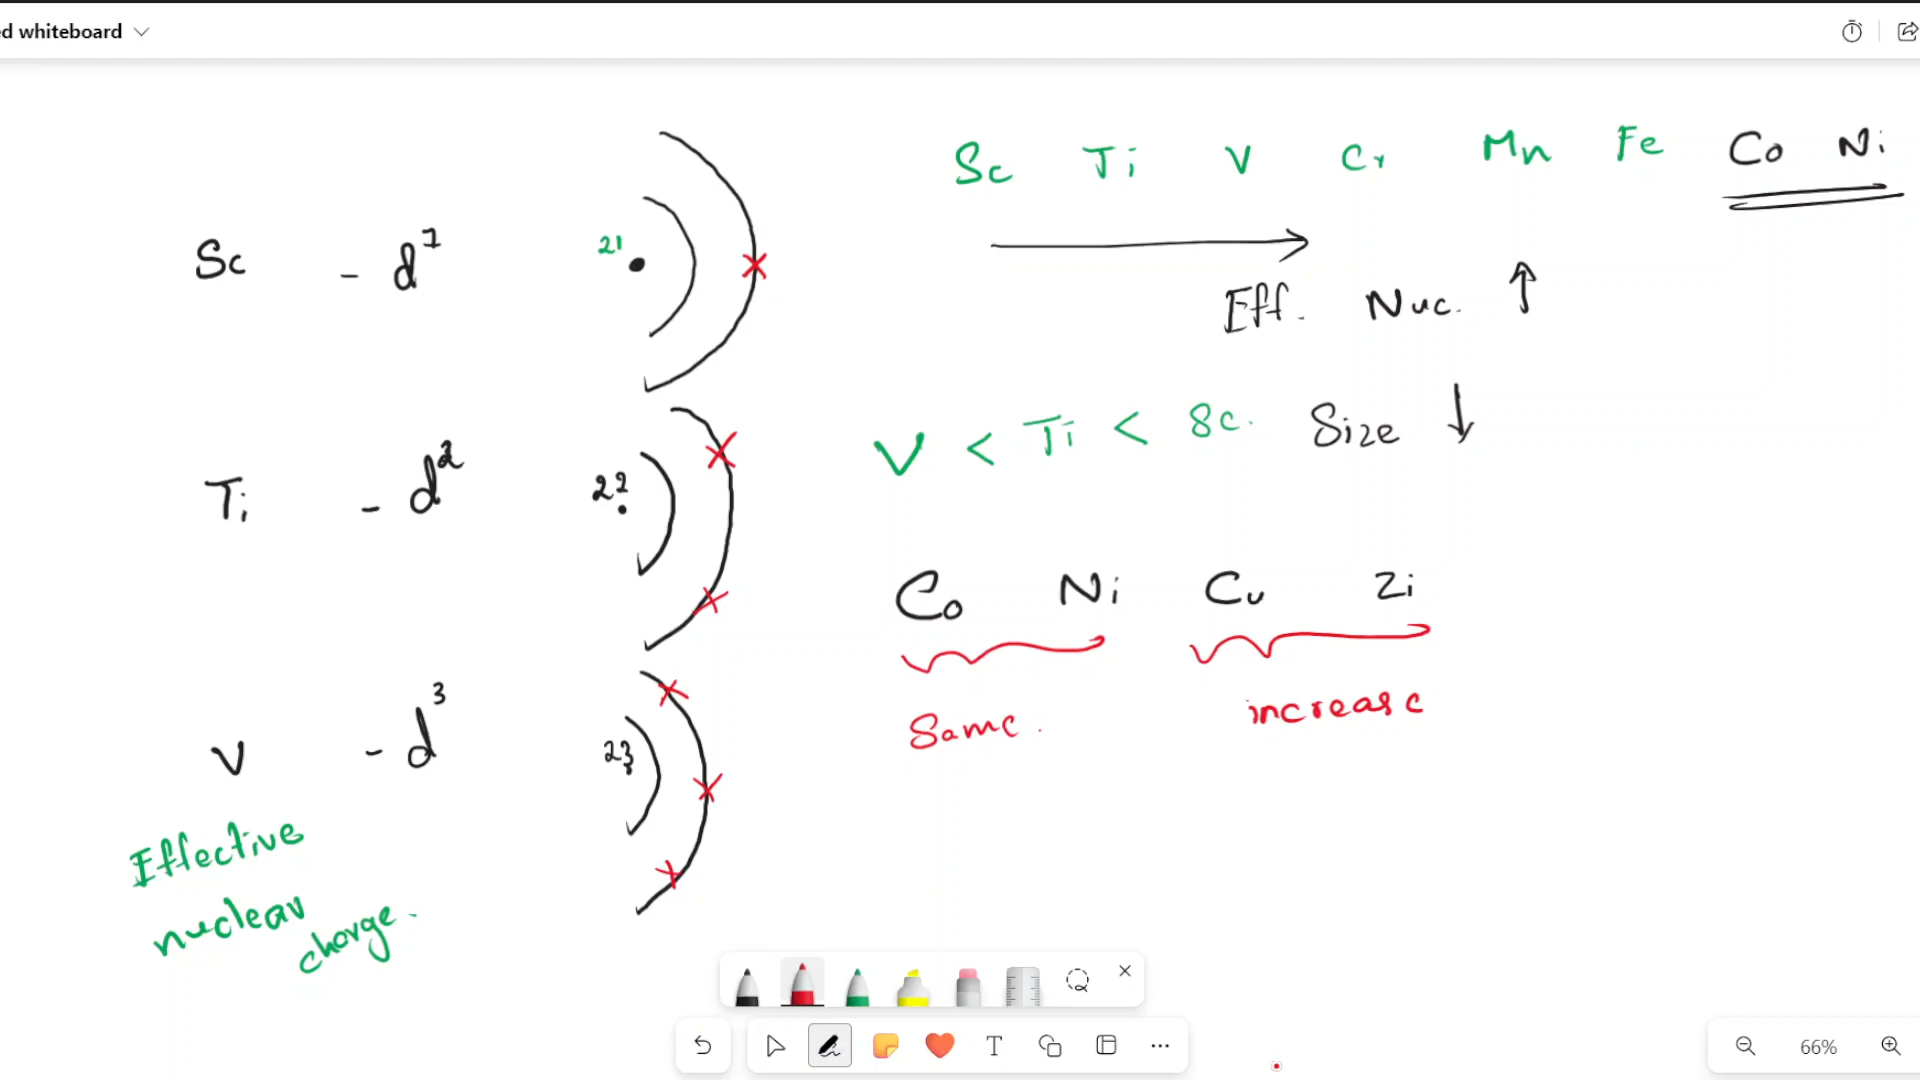 d whiteboard
Sc Ti V Cr Mn Fe Co Ni
Sc - d1 21
Eff. Nuc. ↑
V < Ti < Sc. Size ↓
Ti - d2 22
Co Ni Cu Zi
Same. increase
V - d3 23
Effective
nuclear
charge.
T
66%